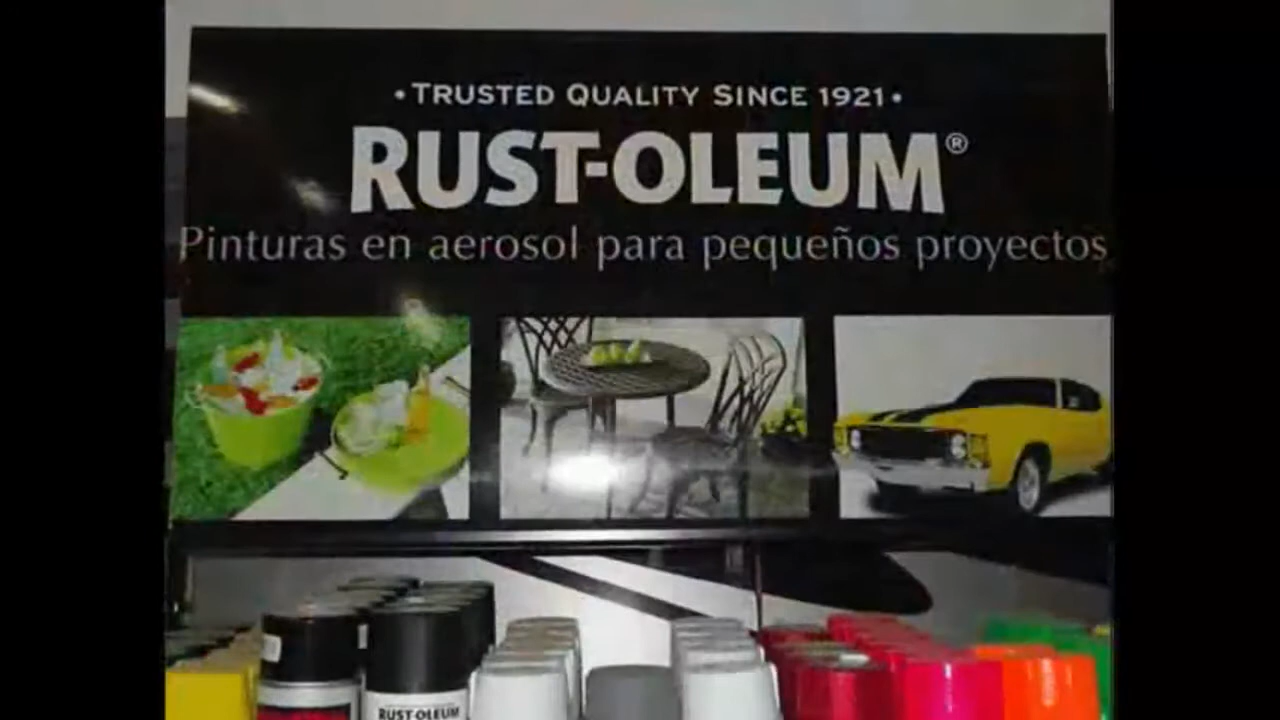 • TRUSTED QUALITY SINCE 1921 •
RUST-OLEUM®
Pinturas en aerosol para pequeños proyectos
RUST-OLEUM